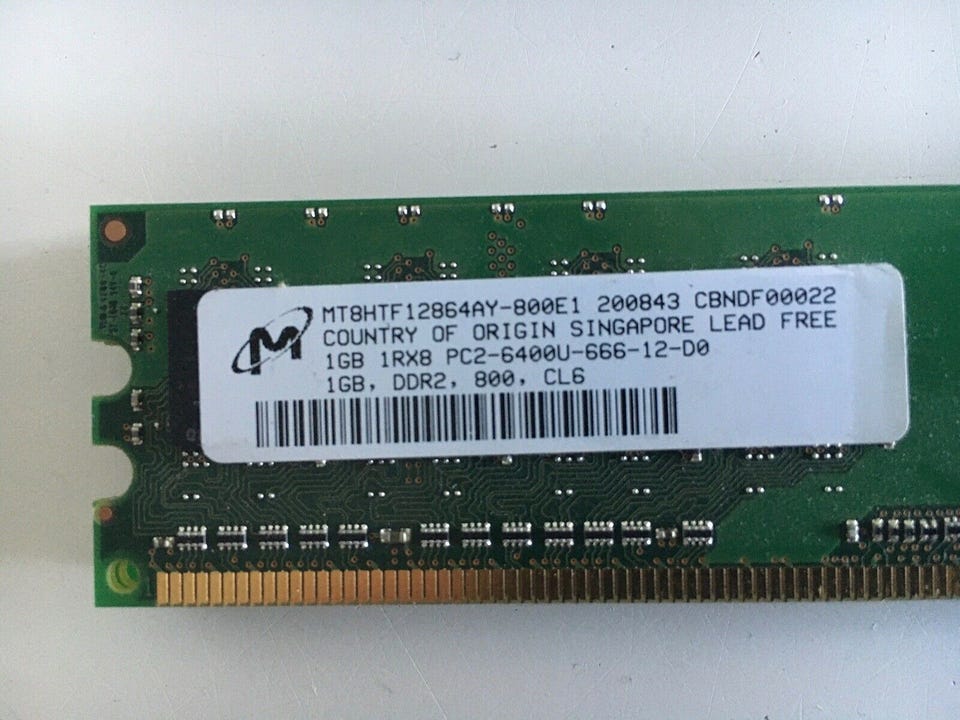 MT8HTF12864AY-800E1 200843 CBNDF00022
COUNTRY OF ORIGIN SINGAPORE LEAD FREE
1GB 1RX8 PC2-6400U-666-12-D0
1GB, DDR2, 800, CL6